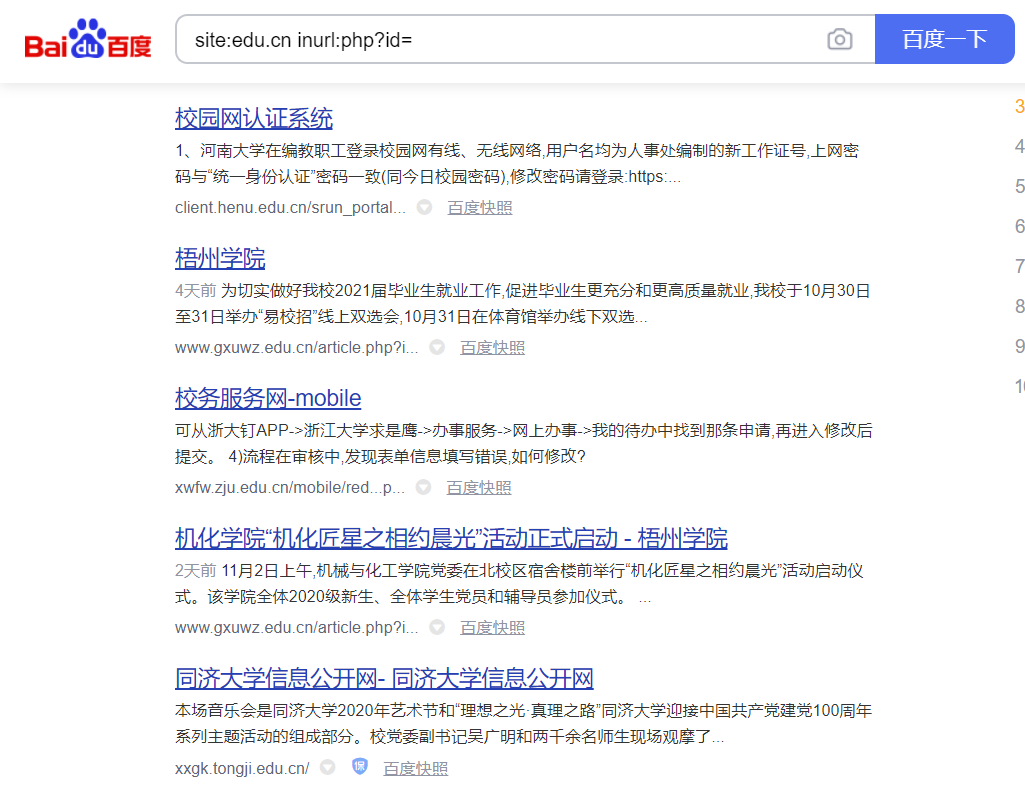 Bai du 百度
site:edu.cn inurl:php?id=
百度一下
校园网认证系统
1、河南大学在编教职工登录校园网有线、无线网络,用户名均为人事处编制的新工作证号,上网密
码与“统一身份认证”密码一致(同今日校园密码),修改密码请登录:https:...
client.henu.edu.cn/srun_portal... 百度快照
梧州学院
4天前 为切实做好我校2021届毕业生就业工作,促进毕业生更充分和更高质量就业,我校于10月30日
至31日举办“易校招”线上双选会,10月31日在体育馆举办线下双选...
www.gxuwz.edu.cn/article.php?i... 百度快照
校务服务网-mobile
可从浙大钉APP->浙江大学求是鹰->办事服务->网上办事->我的待办中找到那条申请,再进入修改后
提交。 4)流程在审核中,发现表单信息填写错误,如何修改?
xwfw.zju.edu.cn/mobile/red...p... 百度快照
机化学院“机化匠星之相约晨光”活动正式启动 - 梧州学院
2天前 11月2日上午,机械与化工学院党委在北校区宿舍楼前举行“机化匠星之相约晨光”活动启动仪
式。该学院全体2020级新生、全体学生党员和辅导员参加仪式。 ...
www.gxuwz.edu.cn/article.php?i... 百度快照
同济大学信息公开网- 同济大学信息公开网
本场音乐会是同济大学2020年艺术节和“理想之光·真理之路”同济大学迎接中国共产党建党100周年
系列主题活动的组成部分。校党委副书记吴广明和两千余名师生现场观摩了...
xxgk.tongji.edu.cn/ 保 百度快照
3
4
5
6
7
8
9